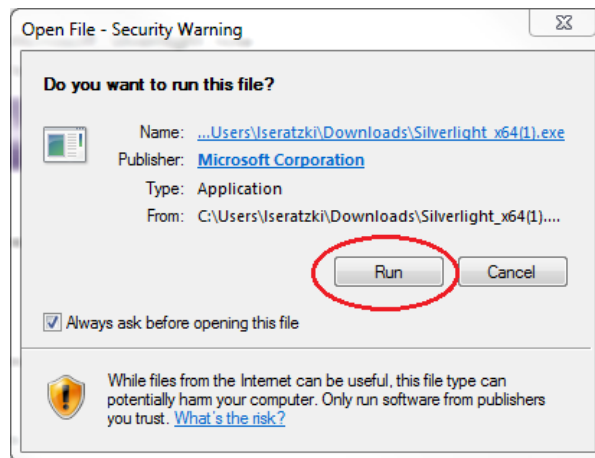 Open File - Security Warning
Do you want to run this file?
Name: ...Users\lseratzki\Downloads\Silverlight_x64(1).exe
Publisher: Microsoft Corporation
Type: Application
From: C:\Users\lseratzki\Downloads\Silverlight_x64(1)....
Run Cancel
Always ask before opening this file
While files from the Internet can be useful, this file type can
potentially harm your computer. Only run software from publishers
you trust. What's the risk?